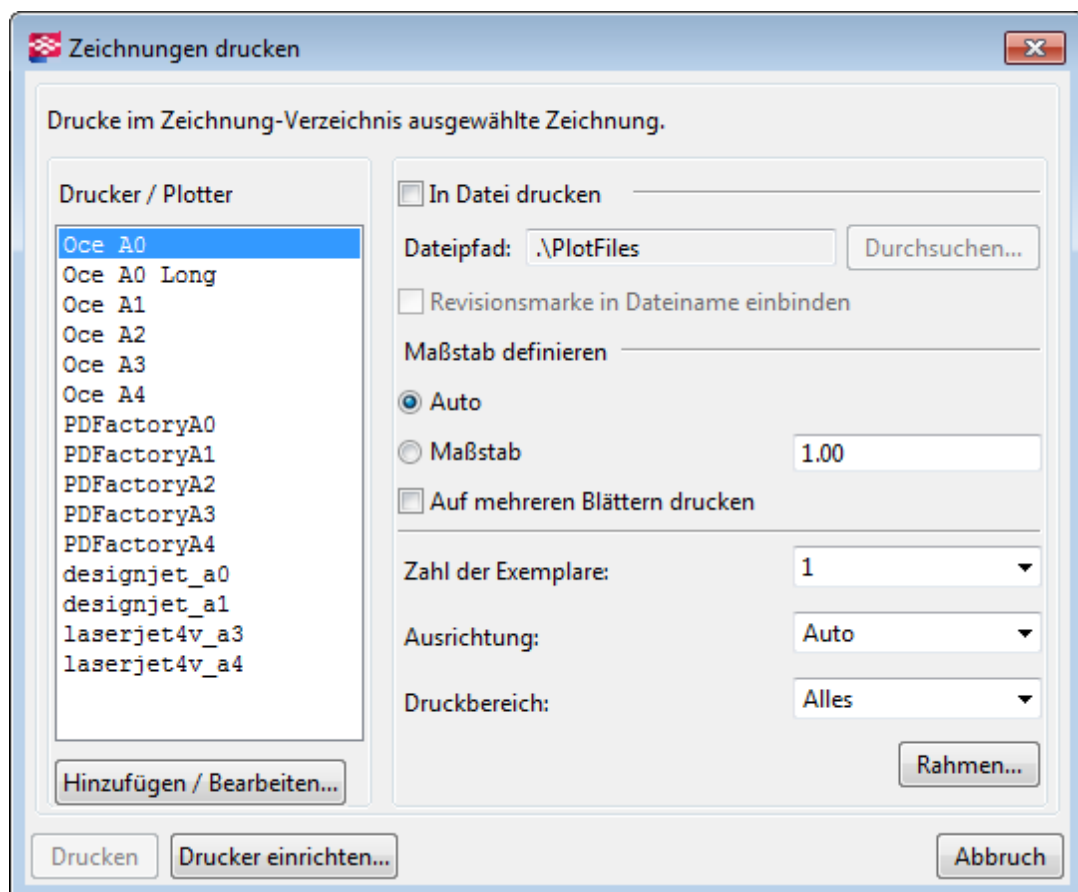 Zeichnungen drucken
Drucke im Zeichnung-Verzeichnis ausgewählte Zeichnung.
Drucker / Plotter
Oce A0
Oce A0 Long
Oce A1
Oce A2
Oce A3
Oce A4
PDFactoryA0
PDFactoryA1
PDFactoryA2
PDFactoryA3
PDFactoryA4
designjet_a0
designjet_a1
laserjet4v_a3
laserjet4v_a4
Hinzufügen / Bearbeiten...
In Datei drucken
Dateipfad: .\PlotFiles Durchsuchen...
Revisionsmarke in Dateiname einbinden
Maßstab definieren
Auto
Maßstab 1.00
Auf mehreren Blättern drucken
Zahl der Exemplare: 1
Ausrichtung: Auto
Druckbereich: Alles
Rahmen...
Drucken Drucker einrichten... Abbruch